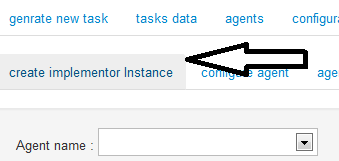 genrate new task tasks data agents configura
create implementor Instance configure agent age
Agent name :